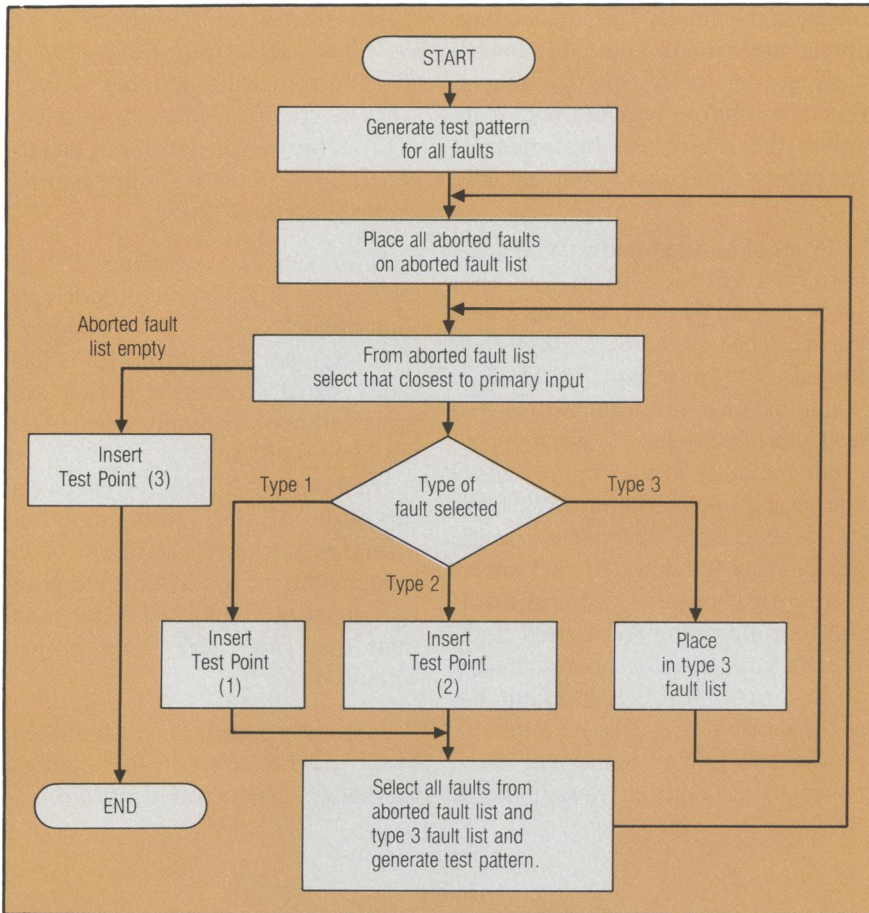 START
Generate test pattern
for all faults
Place all aborted faults
on aborted fault list
Aborted fault
list empty
From aborted fault list
select that closest to primary input
Insert
Test Point (3)
Type 1
Type of
fault selected
Type 3
Type 2
Insert
Test Point
(1)
Insert
Test Point
(2)
Place
in type 3
fault list
END
Select all faults from
aborted fault list and
type 3 fault list and
generate test pattern.